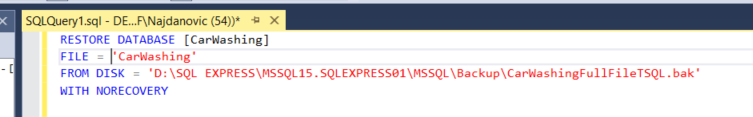 SQLQuery1.sql - DE...F\Najdanovic (54))*
RESTORE DATABASE [CarWashing]
FILE = 'CarWashing'
FROM DISK = 'D:\SQL EXPRESS\MSSQL15.SQLEXPRESS01\MSSQL\Backup\CarWashingFullFileTSQL.bak'
WITH NORECOVERY